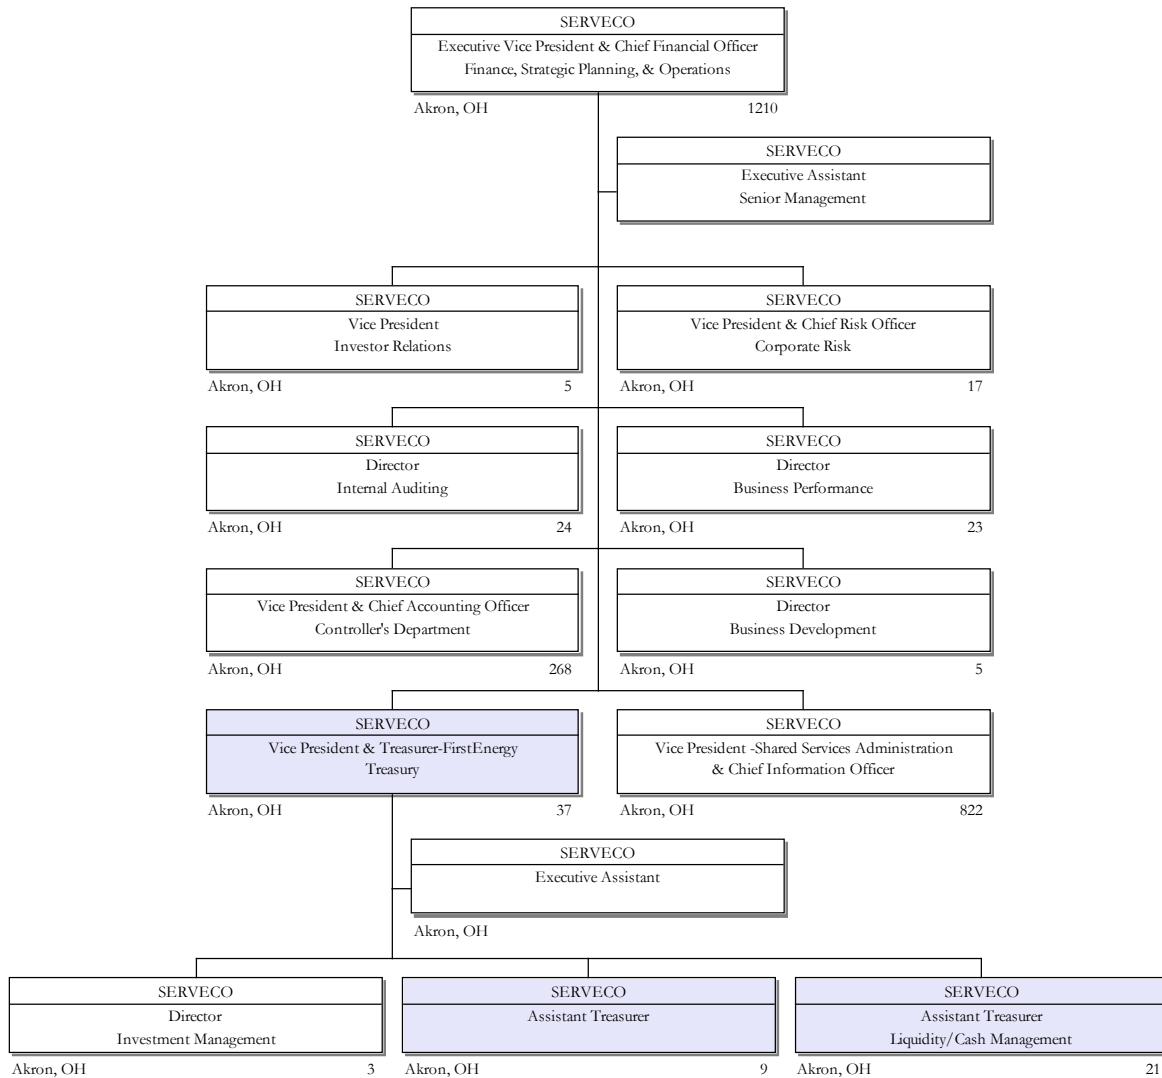 SERVECO
Executive Vice President & Chief Financial Officer
Finance, Strategic Planning, & Operations
Akron, OH 1210
SERVECO
Executive Assistant
Senior Management
SERVECO
Vice President
Investor Relations
Akron, OH 5
SERVECO
Vice President & Chief Risk Officer
Corporate Risk
17
SERVECO
Director
Internal Auditing
Akron, OH 24
SERVECO
Director
Business Performance
Akron, OH 23
SERVECO
Vice President & Chief Accounting Officer
Controller's Department
Akron, OH 268
SERVECO
Director
Business Development
Akron, OH 5
SERVECO
Vice President & Treasurer-FirstEnergy
Treasury
Akron, OH 37
SERVECO
Vice President -Shared Services Administration
& Chief Information Officer
Akron, OH 822
SERVECO
Executive Assistant
Akron, OH
SERVECO
Director
Investment Management
Akron, OH 3
SERVECO
Assistant Treasurer
Akron, OH 9
SERVECO
Assistant Treasurer
Liquidity/Cash Management
Akron, OH 21